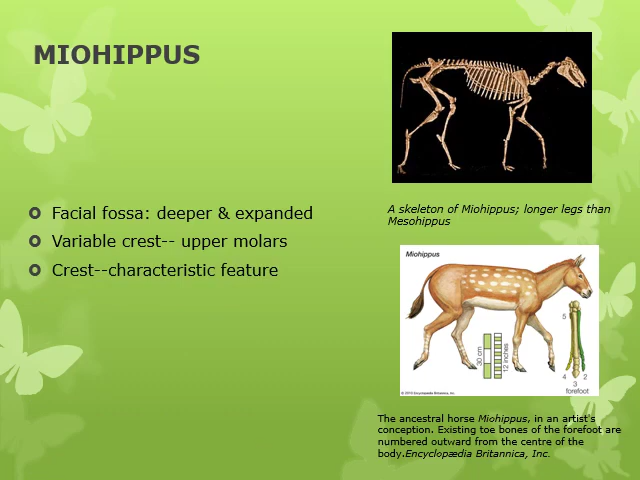 MIOHIPPUS
Facial fossa: deeper & expanded
Variable crest-- upper molars
Crest--characteristic feature
A skeleton of Miohippus; longer legs than
Mesohippus
Miohippus
5
30 cm
12 inches
4
2
3
forefoot
© 2010 Encyclopædia Britannica, Inc.
The ancestral horse Miohippus, in an artist's
conception. Existing toe bones of the forefoot are
numbered outward from the centre of the
body.Encyclopædia Britannica, Inc.